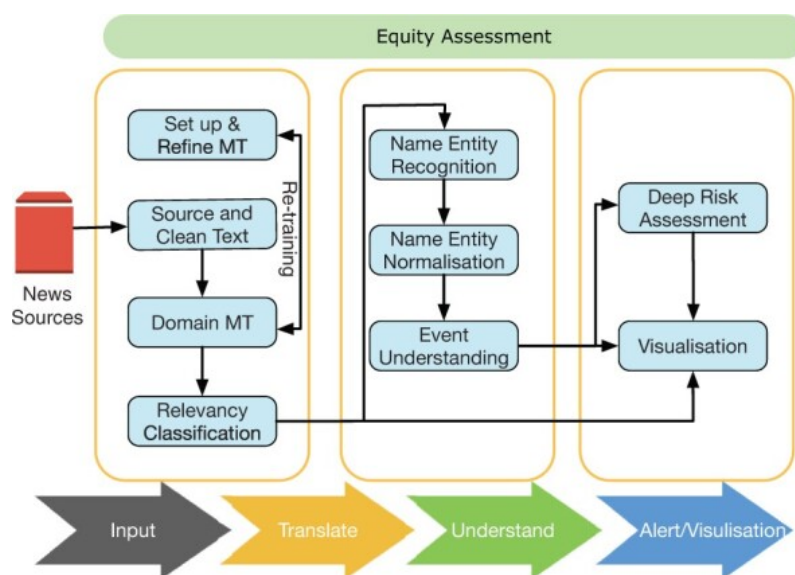 Equity Assessment
Set up &
Refine MT
Re-training
Source and
Clean Text
News
Sources
Domain MT
Relevancy
Classification
Name Entity
Recognition
Name Entity
Normalisation
Event
Understanding
Deep Risk
Assessment
Visualisation
Input
Translate
Understand
Alert/Visulisation